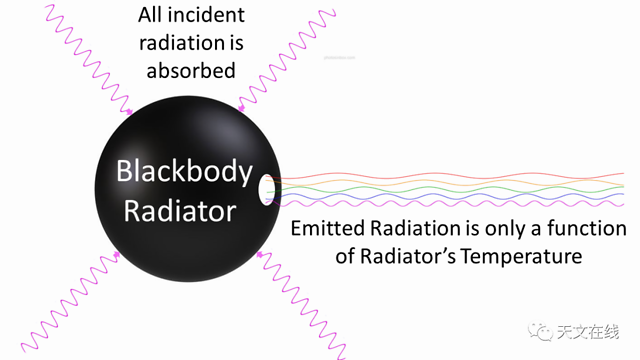 All incident
radiation is
absorbed
Blackbody
Radiator
Emitted Radiation is only a function
of Radiator's Temperature
天文在线